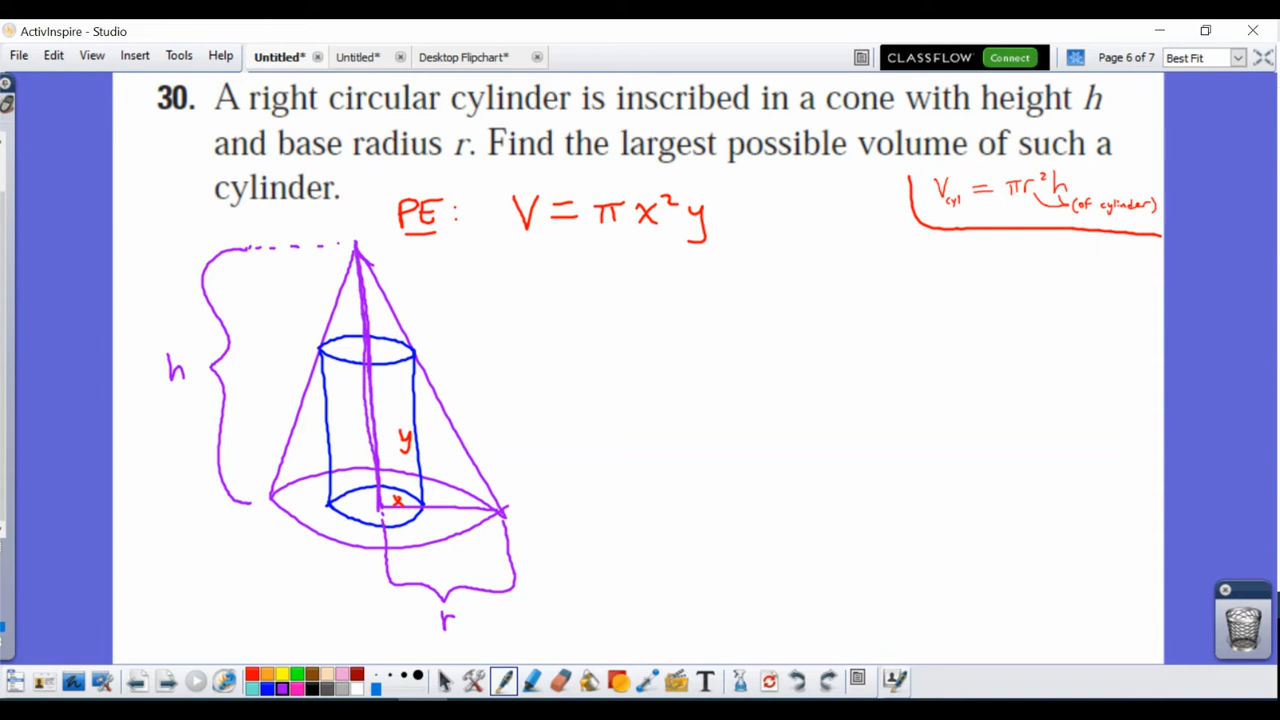 ActivInspire - Studio
File Edit View Insert Tools Help Untitled* Untitled* Desktop Flipchart* CLASSFLOW Connect Page 6 of 7 Best Fit
30. A right circular cylinder is inscribed in a cone with height h
and base radius r. Find the largest possible volume of such a
cylinder.
PE: V = πx²y
V_cyl = πr²h
(of cylinder)
h
y
x
r
T